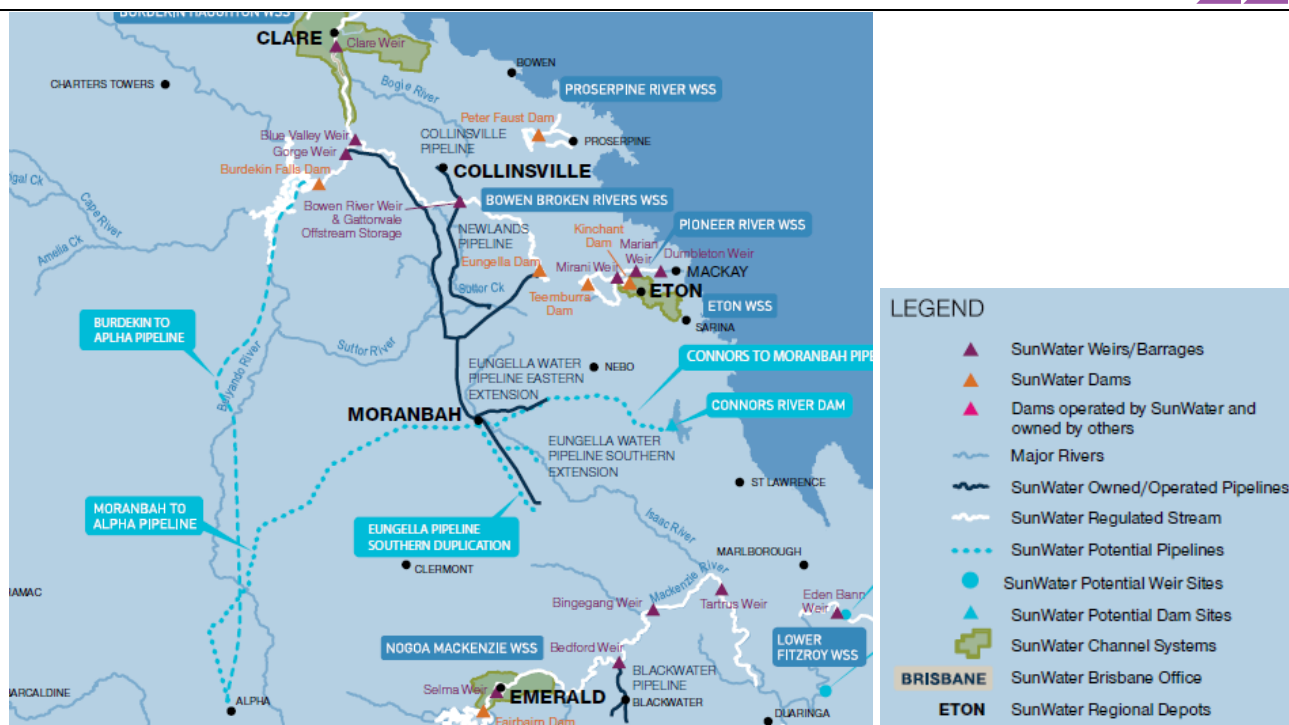 BURDEKIN HAUGHTON WSS
CLARE
Clare Weir
BOWEN
CHARTERS TOWERS
Bogie River
PROSERPINE RIVER WSS
Peter Faust Dam
Blue Valley Weir
COLLINSVILLE
PIPELINE
PROSERPINE
Gorge Weir
Burdekin Falls Dam
COLLINSVILLE
igal Ck
Cape River
Bowen River Weir
& Gattonvale
Offstream Storage
BOWEN BROKEN RIVERS WSS
PIONEER RIVER WSS
NEWLANDS
PIPELINE
Kinchant
Dam
Marian
Weir
Dumbleton Weir
Amelia Ck
Eungella Dam
Mirani Weir
MACKAY
Suttor Ck
ETON
Teemburra
Dam
ETON WSS
SARINA
BURDEKIN TO
APLHA PIPELINE
Suttor River
CONNORS TO MORANBAH PIPE
Belyando River
EUNGELLA WATER
PIPELINE EASTERN
EXTENSION
NEBO
CONNORS RIVER DAM
MORANBAH
EUNGELLA WATER
PIPELINE SOUTHERN
EXTENSION
ST LAWRENCE
MORANBAH TO
ALPHA PIPELINE
EUNGELLA PIPELINE
SOUTHERN DUPLICATION
Isaac River
MARLBOROUGH
CLERMONT
RAMAC
Mackenzie River
Bingegang Weir
Tartrus Weir
Eden Bann
Weir
NOGOA MACKENZIE WSS
Bedford Weir
LOWER
FITZROY WSS
BLACKWATER
PIPELINE
Selma Weir
EMERALD
BLACKWATER
ARCALDINE
ALPHA
Fairbairn Dam
DUARINGA
LEGEND
SunWater Weirs/Barrages
SunWater Dams
Dams operated by SunWater and
owned by others
Major Rivers
SunWater Owned/Operated Pipelines
SunWater Regulated Stream
SunWater Potential Pipelines
SunWater Potential Weir Sites
SunWater Potential Dam Sites
SunWater Channel Systems
BRISBANE SunWater Brisbane Office
ETON SunWater Regional Depots